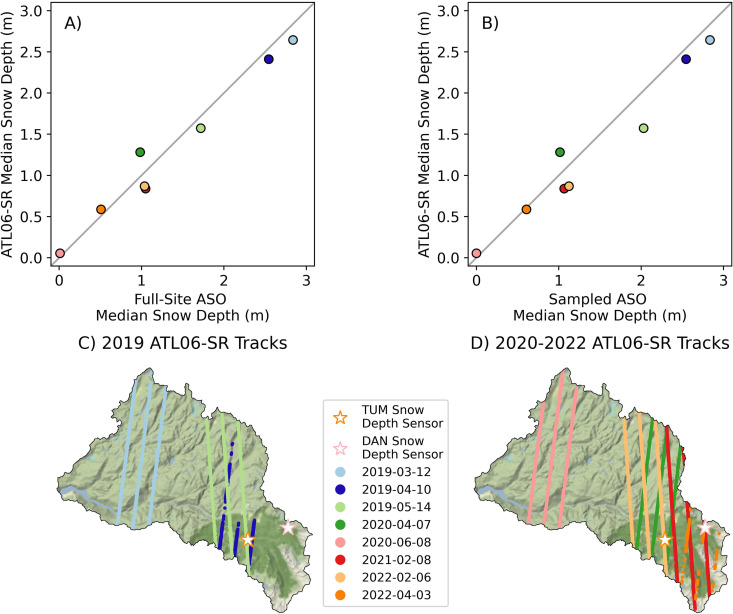 A)
3.0
2.5
2.0
1.5
1.0
0.5
0.0
ATL06-SR Median Snow Depth (m)
0
1
2
3
Full-Site ASO
Median Snow Depth (m)
B)
3.0
2.5
2.0
1.5
1.0
0.5
0.0
ATL06-SR Median Snow Depth (m)
0
1
2
3
Sampled ASO
Median Snow Depth (m)
C) 2019 ATL06-SR Tracks
D) 2020-2022 ATL06-SR Tracks
TUM Snow
Depth Sensor
DAN Snow
Depth Sensor
2019-03-12
2019-04-10
2019-05-14
2020-04-07
2020-06-08
2021-02-08
2022-02-06
2022-04-03